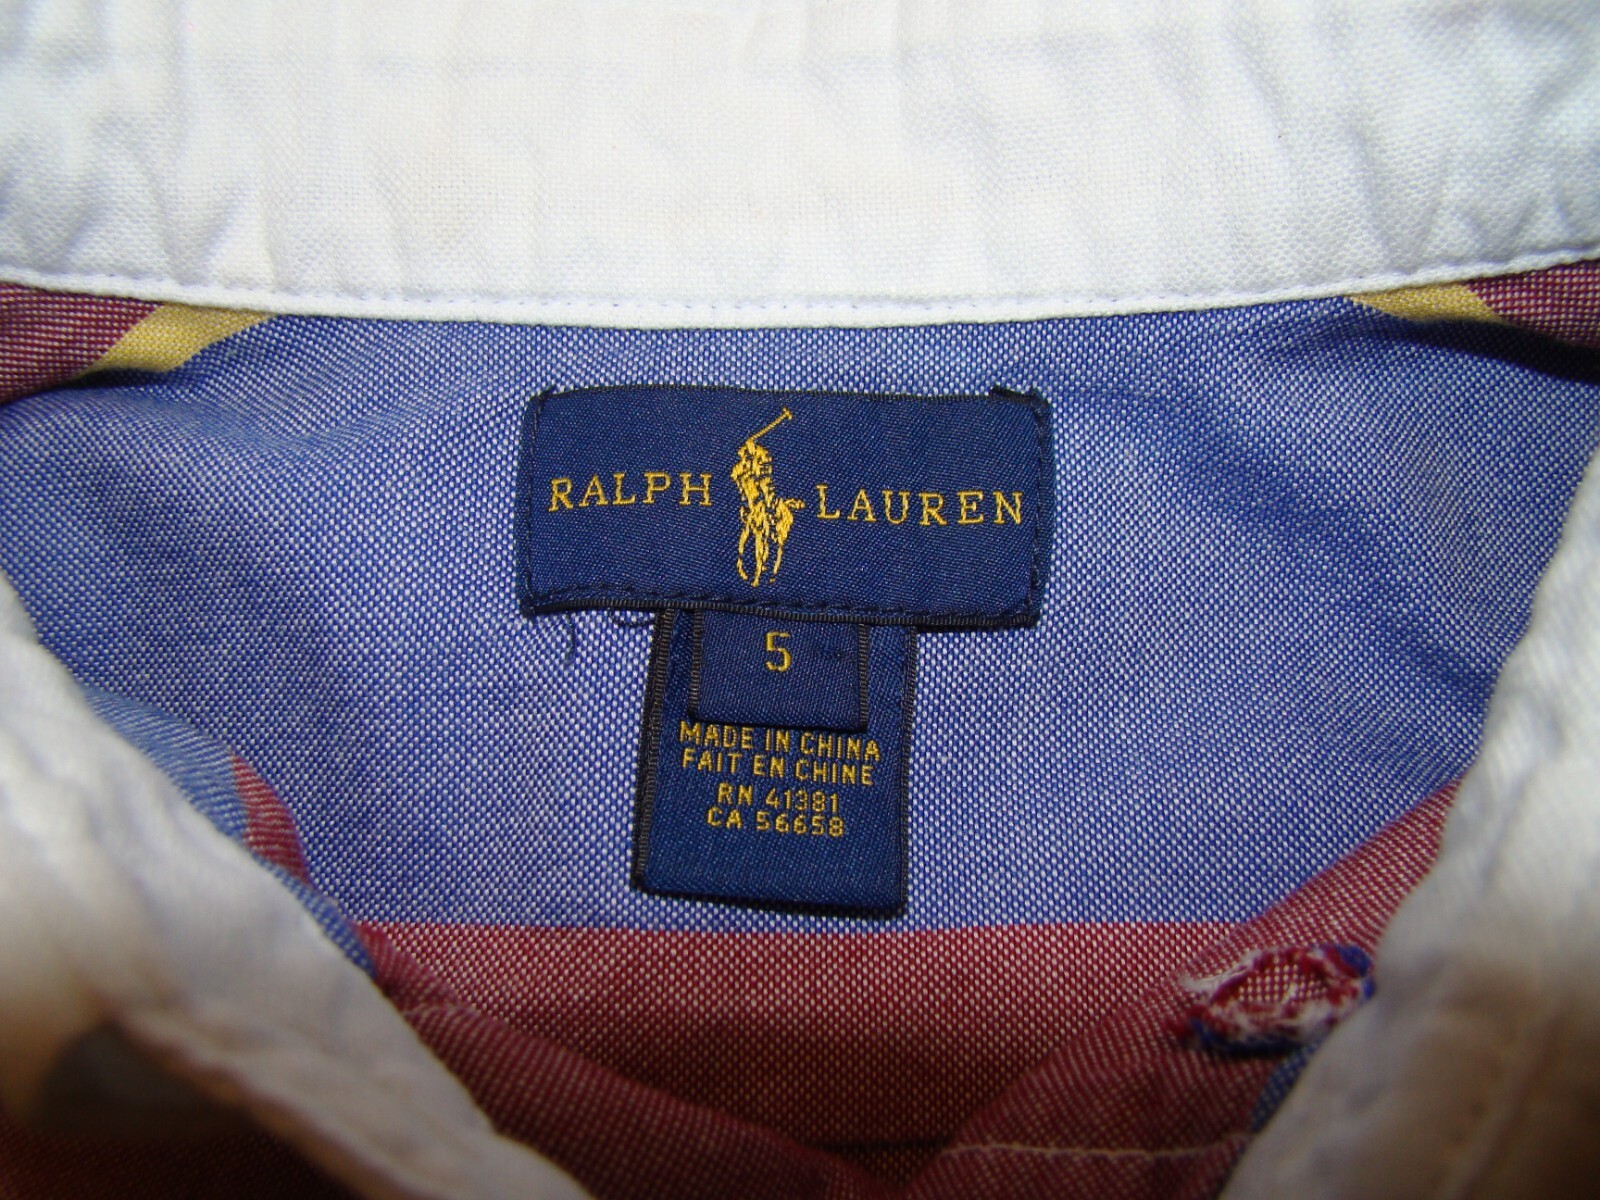 RALPH LAUREN
5
MADE IN CHINA
FAIT EN CHINE
RN 41381
CA 56658